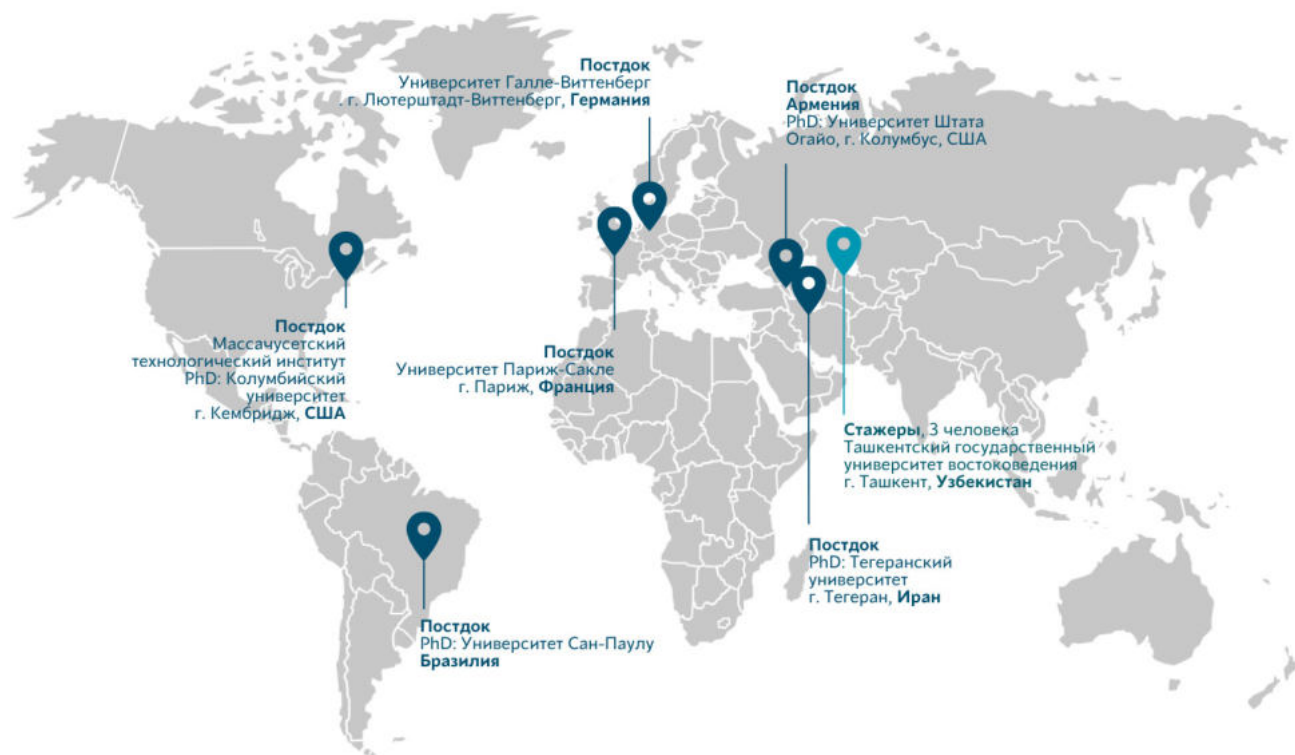 Постдок
Университет Галле-Виттенберг
. г. Лютерштадт-Виттенберг, Германия
Постдок
Армения
PhD: Университет Штата
Огайо, г. Колумбус, США
Постдок
Массачусетский
технологический институт
PhD: Колумбийский
университет
г. Кембридж, США
Постдок
Университет Париж-Сакле
г. Париж, Франция
Стажеры, 3 человека
Ташкентский государственный
университет востоковедения
г. Ташкент, Узбекистан
Постдок
PhD: Тегеранский
университет
г. Тегеран, Иран
Постдок
PhD: Университет Сан-Паулу
Бразилия